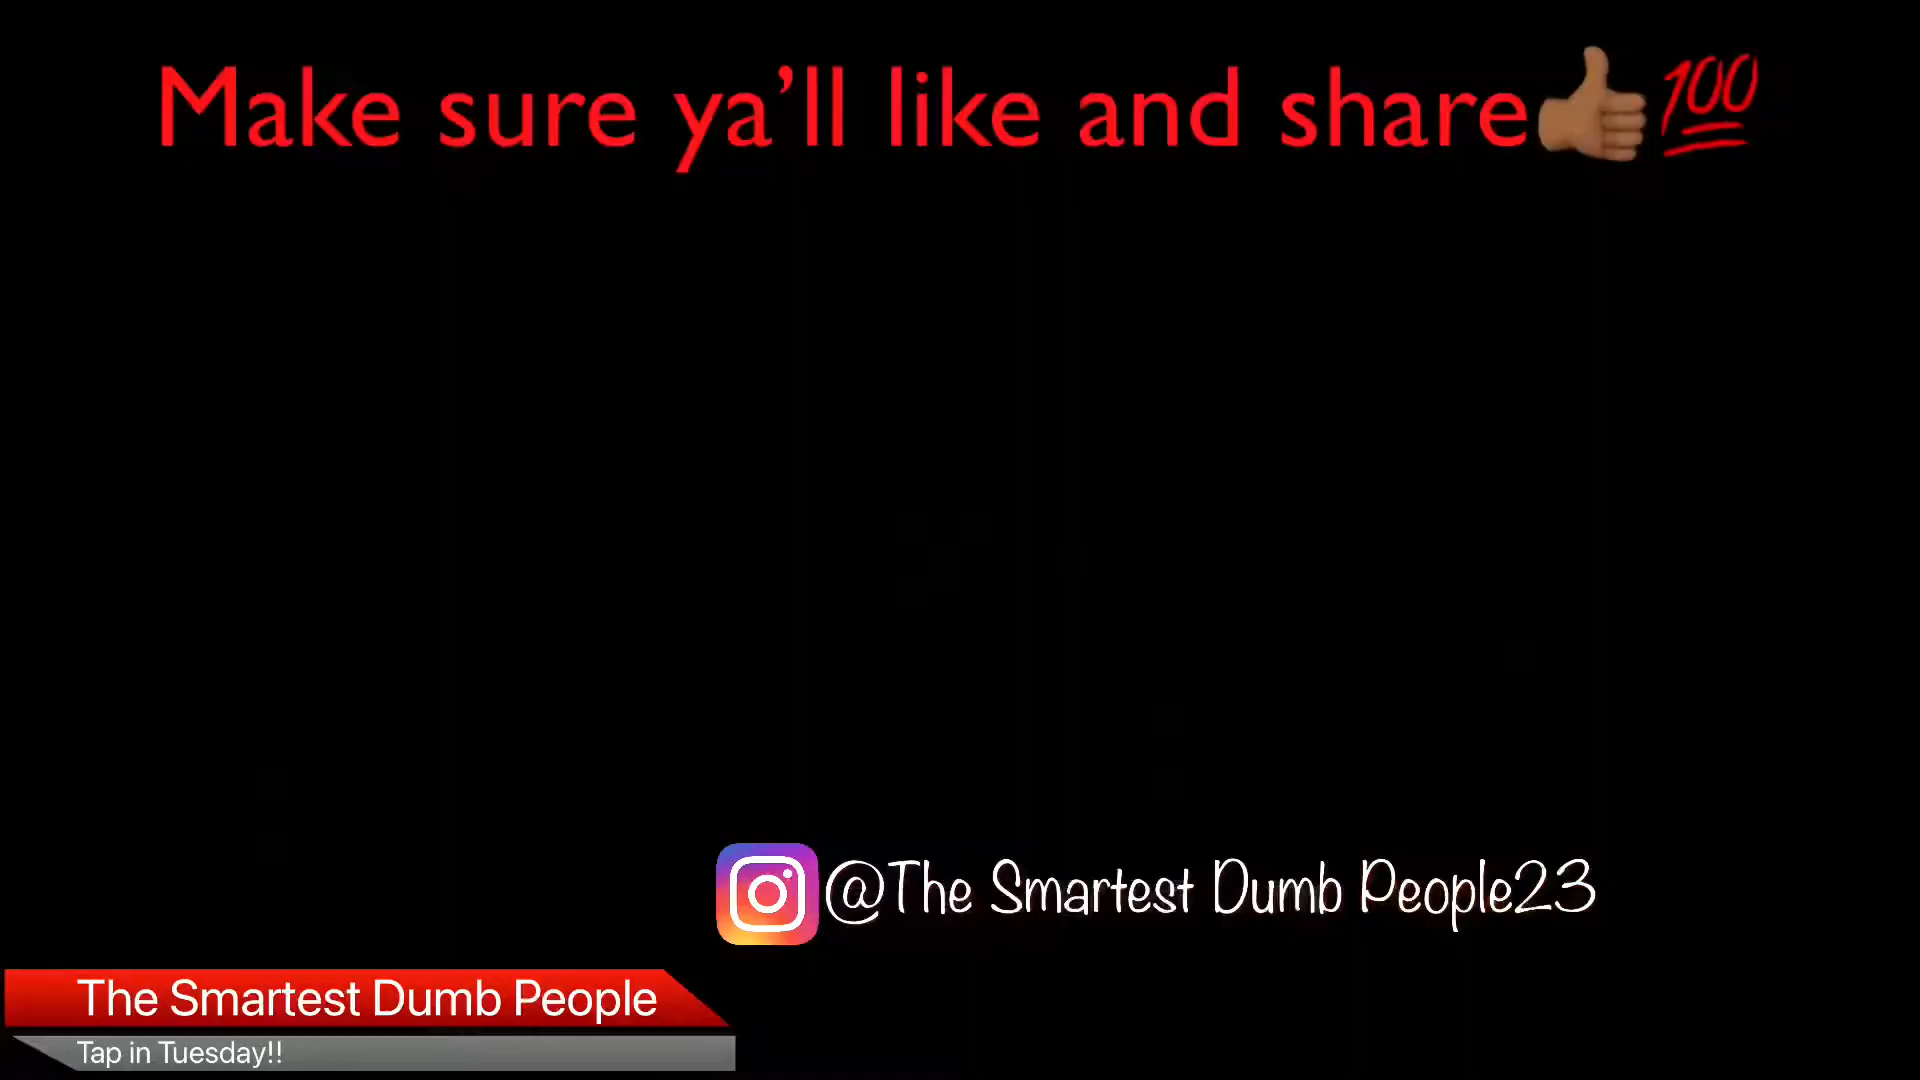 Make sure ya’ll like and share👍🏽💯
@The Smartest Dumb People23
The Smartest Dumb People
Tap in Tuesday!!